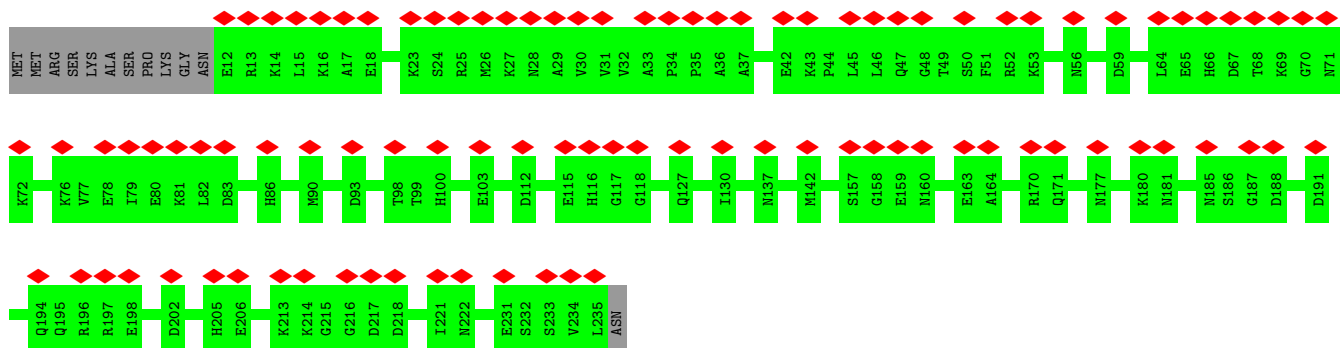 MET MET ARG SER LYS ALA SER PRO LYS GLY ASN E12 R13 K14 L15 K16 A17 E18 K23 S24 R25 M26 K27 N28 A29 V30 V31 V32 A33 P34 P35 A36 A37 E42 K43 P44 L45 L46 Q47 G48 T49 S50 F51 R52 K53 N56 D59 L64 E65 H66 D67 T68 K69 G70 N71
K72 K76 V77 E78 I79 E80 K81 L82 D83 H86 M90 D93 T98 T99 H100 E103 D112 E115 H116 G117 G118 Q127 I130 N137 M142 S157 G158 E159 N160 E163 A164 R170 Q171 N177 K180 N181 N185 S186 G187 D188 D191
Q194 Q195 R196 R197 E198 D202 H205 E206 K213 K214 G215 G216 D217 D218 I221 N222 E231 S232 S233 V234 L235 ASN